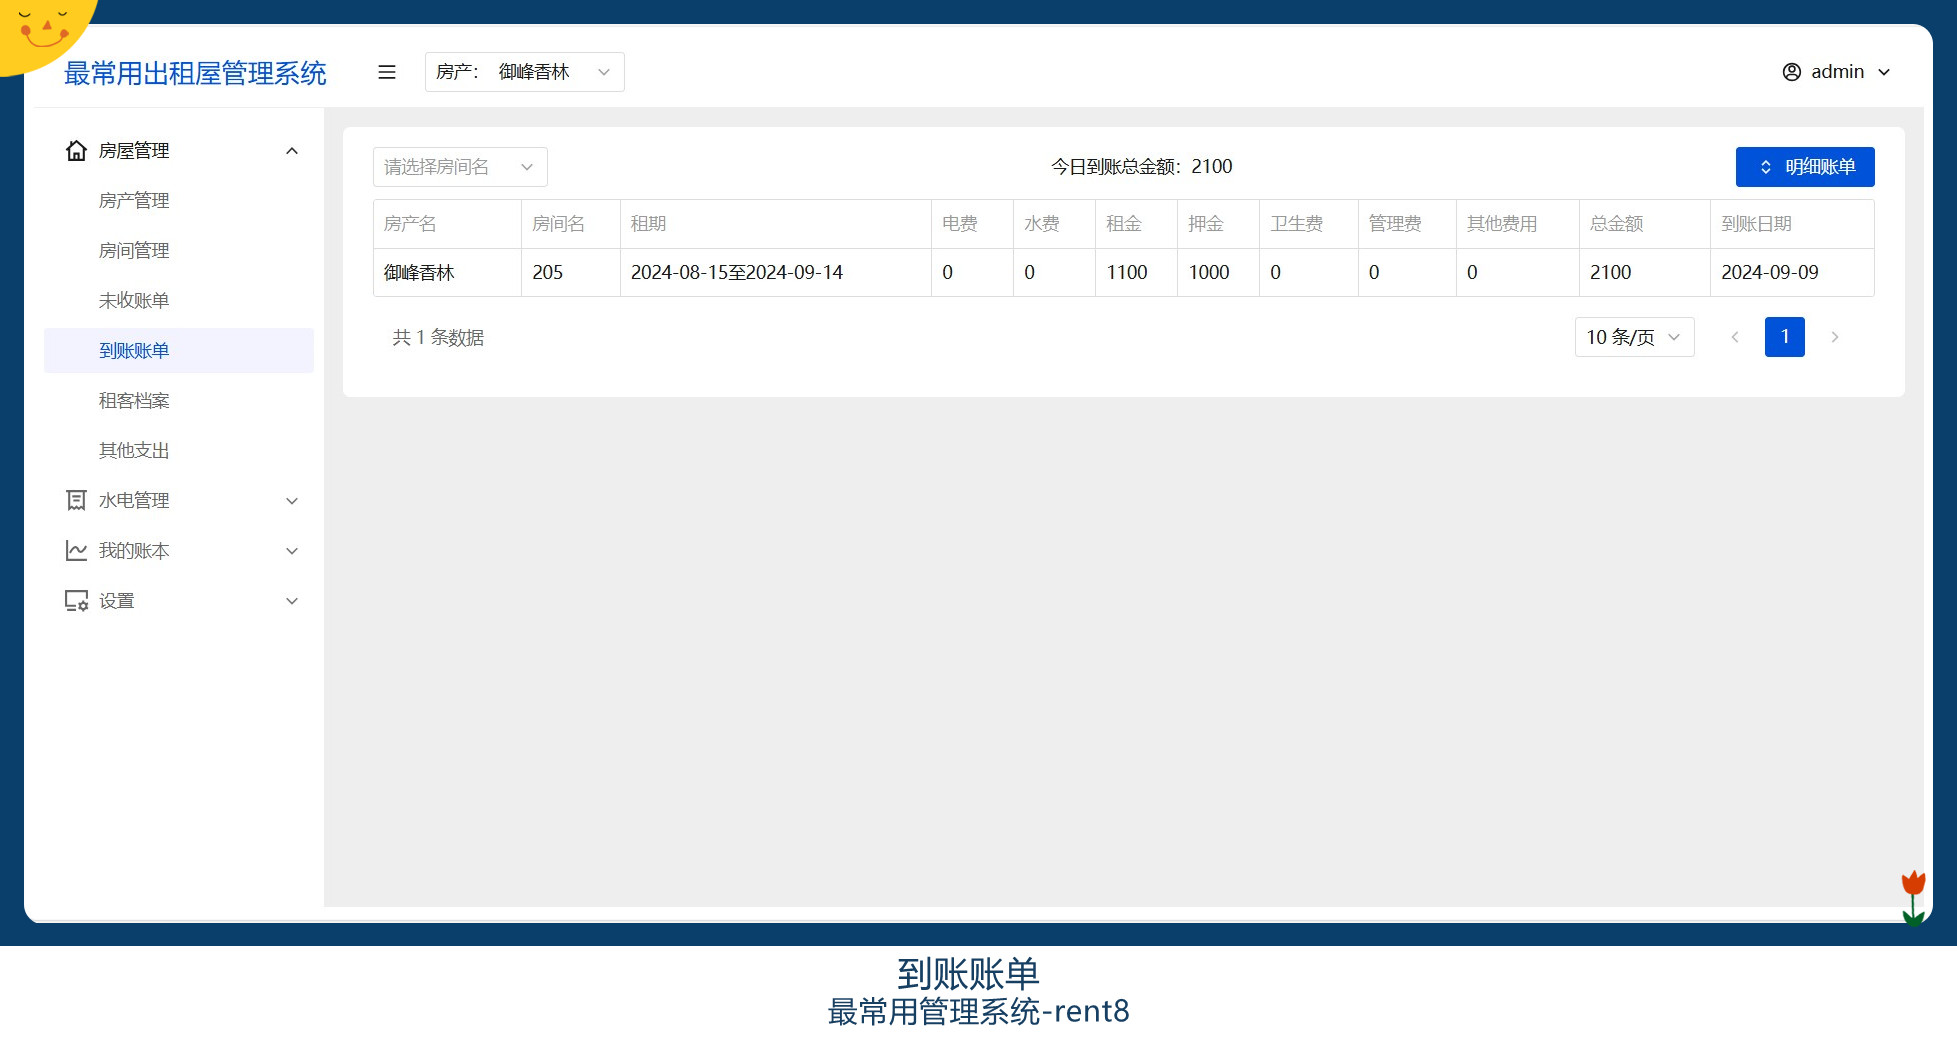 最常用出租屋管理系统
房产： 御峰香林
admin
房屋管理
房产管理
房间管理
未收账单
到账账单
租客档案
其他支出
水电管理
我的账本
设置
请选择房间名
今日到账总金额：2100
明细账单
房产名 房间名 租期 电费 水费 租金 押金 卫生费 管理费 其他费用 总金额 到账日期
御峰香林 205 2024-08-15至2024-09-14 0 0 1100 1000 0 0 0 2100 2024-09-09
共 1 条数据
10 条/页
1
到账账单
最常用管理系统-rent8